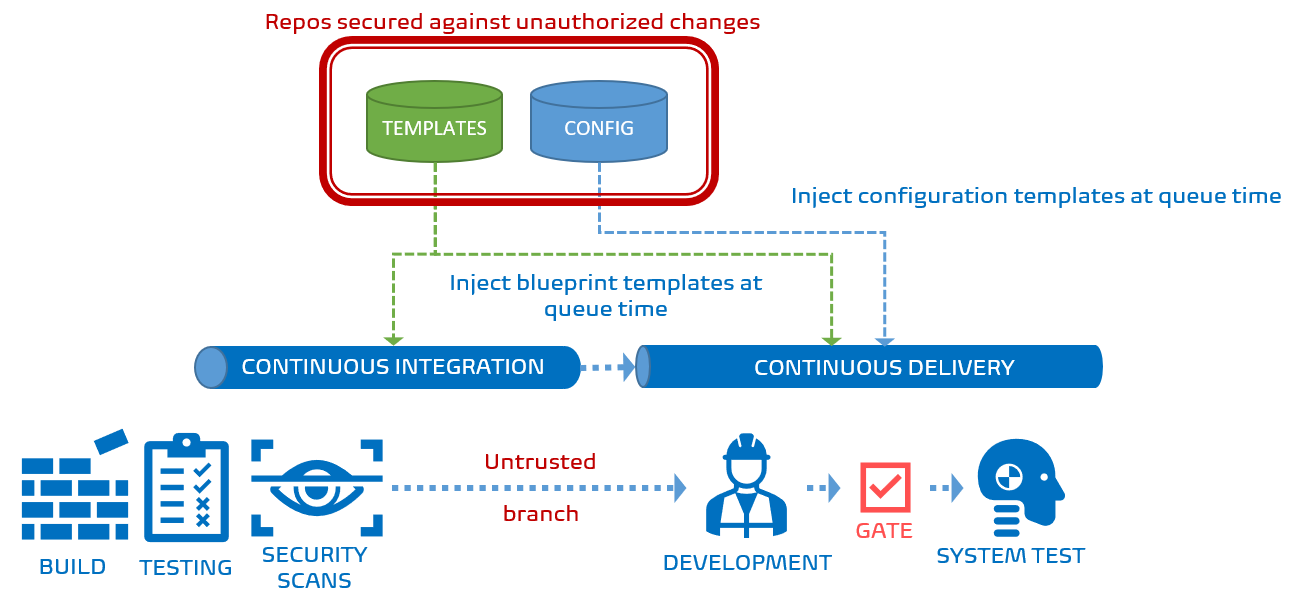 Repos secured against unauthorized changes
TEMPLATES
CONFIG
Inject configuration templates at queue time
Inject blueprint templates at
queue time
CONTINUOUS INTEGRATION
CONTINUOUS DELIVERY
Untrusted
branch
BUILD
TESTING
SECURITY
SCANS
DEVELOPMENT
GATE
SYSTEM TEST